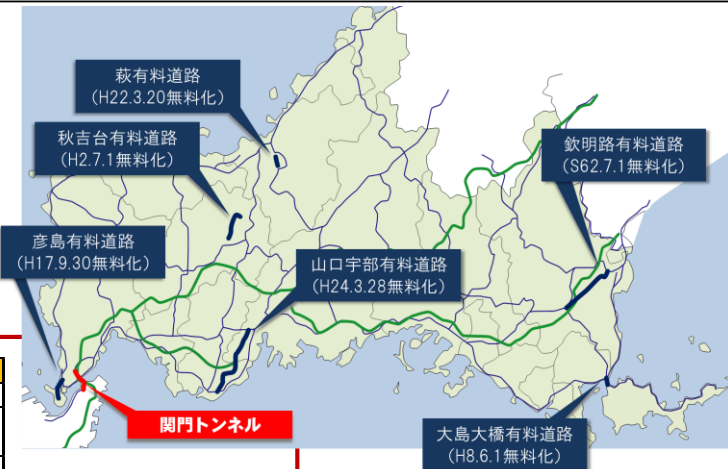 萩有料道路
（H22.3.20無料化）
秋吉台有料道路
（H2.7.1無料化）
欽明路有料道路
（S62.7.1無料化）
彦島有料道路
（H17.9.30無料化）
山口宇部有料道路
（H24.3.28無料化）
関門トンネル
大島大橋有料道路
（H8.6.1無料化）